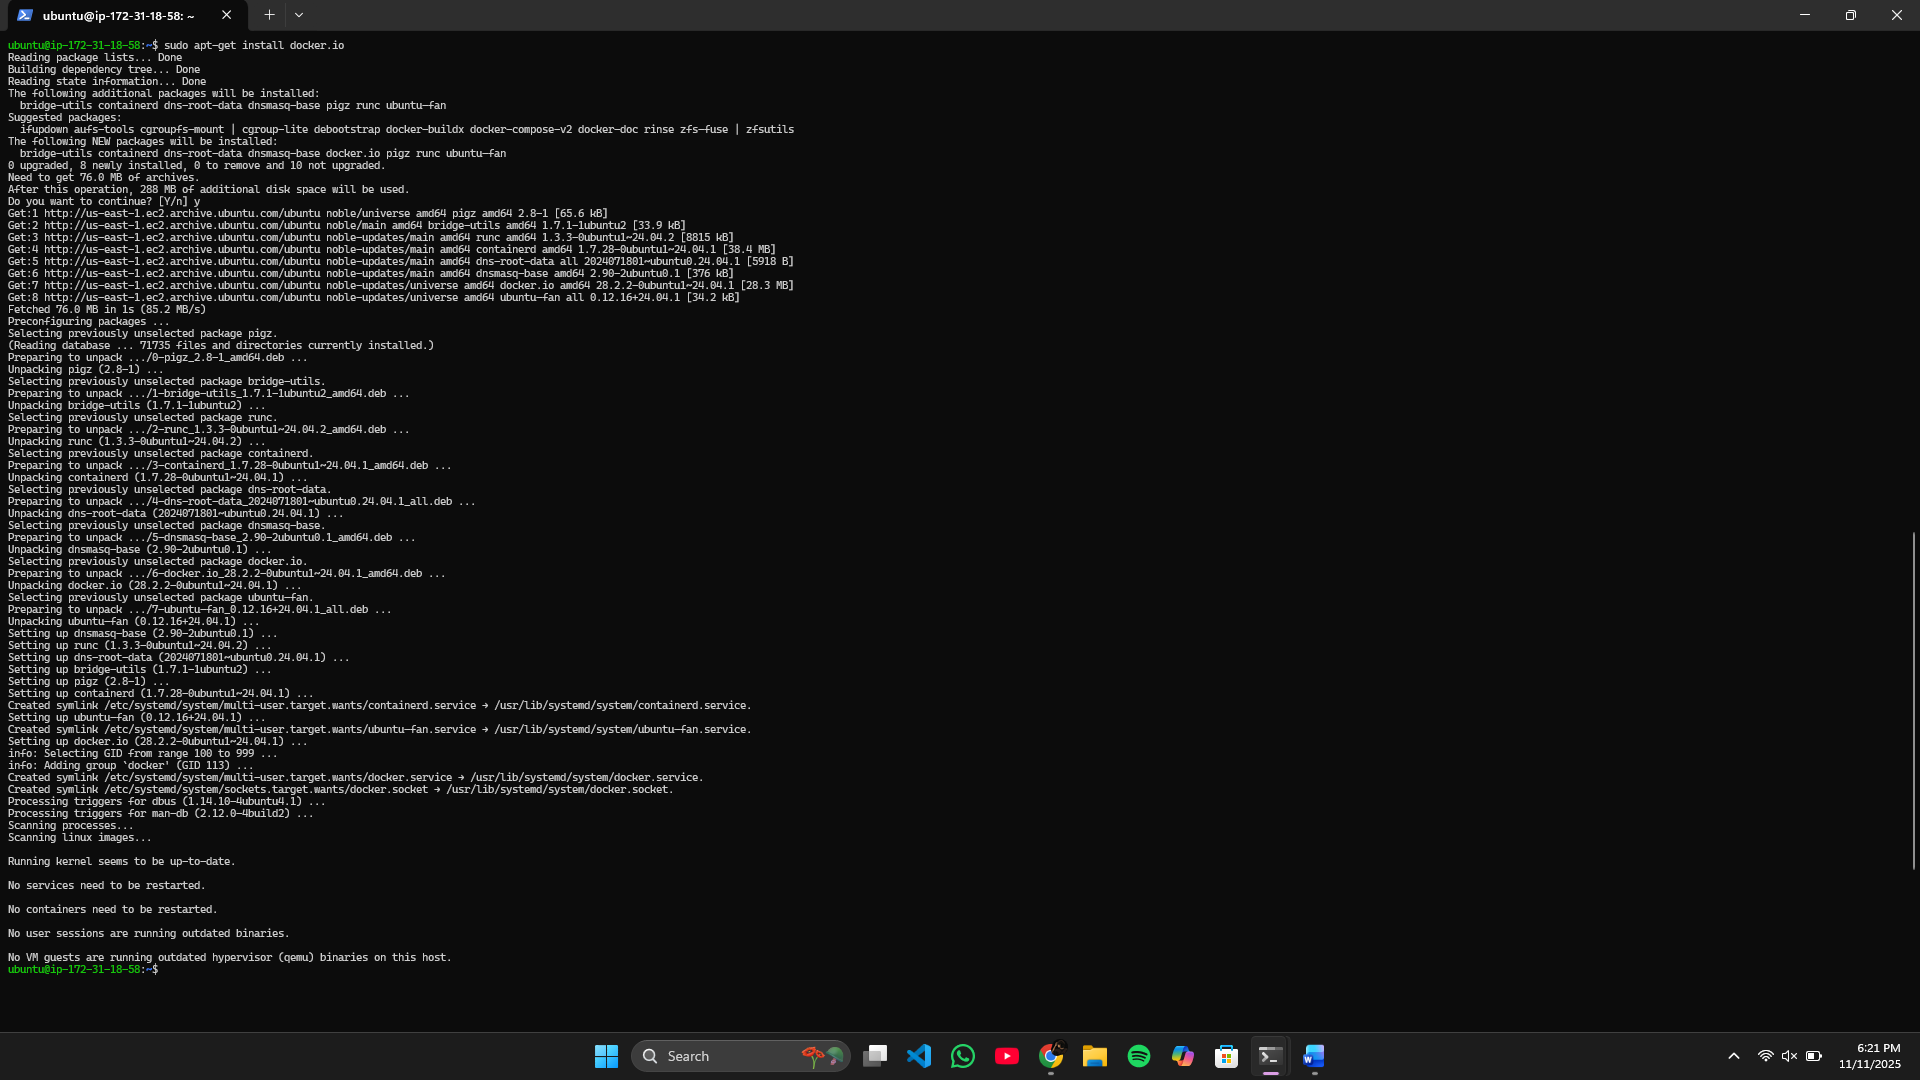 ubuntu@ip-172-31-18-58: ~
ubuntu@ip-172-31-18-58:~$ sudo apt-get install docker.io
Reading package lists... Done
Building dependency tree... Done
Reading state information... Done
The following additional packages will be installed:
  bridge-utils containerd dns-root-data dnsmasq-base pigz runc ubuntu-fan
Suggested packages:
  ifupdown aufs-tools cgroupfs-mount | cgroup-lite debootstrap docker-buildx docker-compose-v2 docker-doc rinse zfs-fuse | zfsutils
The following NEW packages will be installed:
  bridge-utils containerd dns-root-data dnsmasq-base docker.io pigz runc ubuntu-fan
0 upgraded, 8 newly installed, 0 to remove and 10 not upgraded.
Need to get 76.0 MB of archives.
After this operation, 288 MB of additional disk space will be used.
Do you want to continue? [Y/n] y
Get:1 http://us-east-1.ec2.archive.ubuntu.com/ubuntu noble/universe amd64 pigz amd64 2.8-1 [65.6 kB]
Get:2 http://us-east-1.ec2.archive.ubuntu.com/ubuntu noble/main amd64 bridge-utils amd64 1.7.1-1ubuntu2 [33.9 kB]
Get:3 http://us-east-1.ec2.archive.ubuntu.com/ubuntu noble-updates/main amd64 runc amd64 1.3.3-0ubuntu1~24.04.2 [8815 kB]
Get:4 http://us-east-1.ec2.archive.ubuntu.com/ubuntu noble-updates/main amd64 containerd amd64 1.7.28-0ubuntu1~24.04.1 [38.4 MB]
Get:5 http://us-east-1.ec2.archive.ubuntu.com/ubuntu noble-updates/main amd64 dns-root-data all 2024071801~ubuntu0.24.04.1 [5918 B]
Get:6 http://us-east-1.ec2.archive.ubuntu.com/ubuntu noble-updates/main amd64 dnsmasq-base amd64 2.90-2ubuntu0.1 [376 kB]
Get:7 http://us-east-1.ec2.archive.ubuntu.com/ubuntu noble-updates/universe amd64 docker.io amd64 28.2.2-0ubuntu1~24.04.1 [28.3 MB]
Get:8 http://us-east-1.ec2.archive.ubuntu.com/ubuntu noble-updates/universe amd64 ubuntu-fan all 0.12.16+24.04.1 [34.2 kB]
Fetched 76.0 MB in 1s (85.2 MB/s)
Preconfiguring packages ...
Selecting previously unselected package pigz.
(Reading database ... 71735 files and directories currently installed.)
Preparing to unpack .../0-pigz_2.8-1_amd64.deb ...
Unpacking pigz (2.8-1) ...
Selecting previously unselected package bridge-utils.
Preparing to unpack .../1-bridge-utils_1.7.1-1ubuntu2_amd64.deb ...
Unpacking bridge-utils (1.7.1-1ubuntu2) ...
Selecting previously unselected package runc.
Preparing to unpack .../2-runc_1.3.3-0ubuntu1~24.04.2_amd64.deb ...
Unpacking runc (1.3.3-0ubuntu1~24.04.2) ...
Selecting previously unselected package containerd.
Preparing to unpack .../3-containerd_1.7.28-0ubuntu1~24.04.1_amd64.deb ...
Unpacking containerd (1.7.28-0ubuntu1~24.04.1) ...
Selecting previously unselected package dns-root-data.
Preparing to unpack .../4-dns-root-data_2024071801~ubuntu0.24.04.1_all.deb ...
Unpacking dns-root-data (2024071801~ubuntu0.24.04.1) ...
Selecting previously unselected package dnsmasq-base.
Preparing to unpack .../5-dnsmasq-base_2.90-2ubuntu0.1_amd64.deb ...
Unpacking dnsmasq-base (2.90-2ubuntu0.1) ...
Selecting previously unselected package docker.io.
Preparing to unpack .../6-docker.io_28.2.2-0ubuntu1~24.04.1_amd64.deb ...
Unpacking docker.io (28.2.2-0ubuntu1~24.04.1) ...
Selecting previously unselected package ubuntu-fan.
Preparing to unpack .../7-ubuntu-fan_0.12.16+24.04.1_all.deb ...
Unpacking ubuntu-fan (0.12.16+24.04.1) ...
Setting up dnsmasq-base (2.90-2ubuntu0.1) ...
Setting up runc (1.3.3-0ubuntu1~24.04.2) ...
Setting up dns-root-data (2024071801~ubuntu0.24.04.1) ...
Setting up bridge-utils (1.7.1-1ubuntu2) ...
Setting up pigz (2.8-1) ...
Setting up containerd (1.7.28-0ubuntu1~24.04.1) ...
Created symlink /etc/systemd/system/multi-user.target.wants/containerd.service → /usr/lib/systemd/system/containerd.service.
Setting up ubuntu-fan (0.12.16+24.04.1) ...
Created symlink /etc/systemd/system/multi-user.target.wants/ubuntu-fan.service → /usr/lib/systemd/system/ubuntu-fan.service.
Setting up docker.io (28.2.2-0ubuntu1~24.04.1) ...
info: Selecting GID from range 100 to 999 ...
info: Adding group `docker' (GID 113) ...
Created symlink /etc/systemd/system/multi-user.target.wants/docker.service → /usr/lib/systemd/system/docker.service.
Created symlink /etc/systemd/system/sockets.target.wants/docker.socket → /usr/lib/systemd/system/docker.socket.
Processing triggers for dbus (1.14.10-4ubuntu4.1) ...
Processing triggers for man-db (2.12.0-4build2) ...
Scanning processes...
Scanning linux images...
Running kernel seems to be up-to-date.
No services need to be restarted.
No containers need to be restarted.
No user sessions are running outdated binaries.
No VM guests are running outdated hypervisor (qemu) binaries on this host.
ubuntu@ip-172-31-18-58:~$
Search
6:21 PM
11/11/2025